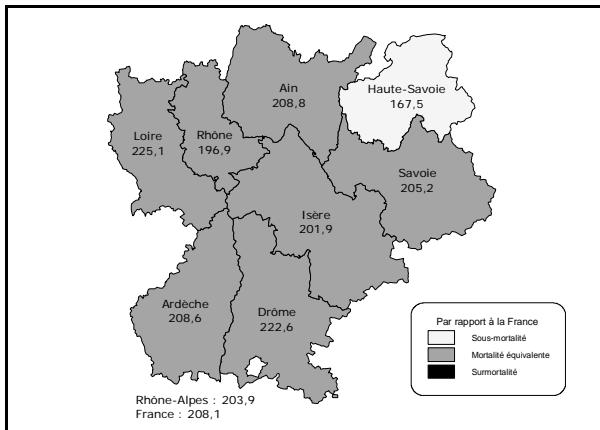 Ain
208,8
Haute-Savoie
167,5
Loire
225,1
Rhône
196,9
Savoie
205,2
Isère
201,9
Ardèche
208,6
Drôme
222,6
Par rapport à la France
Sous-mortalité
Mortalité équivalente
Surmortalité
Rhône-Alpes : 203,9
France : 208,1